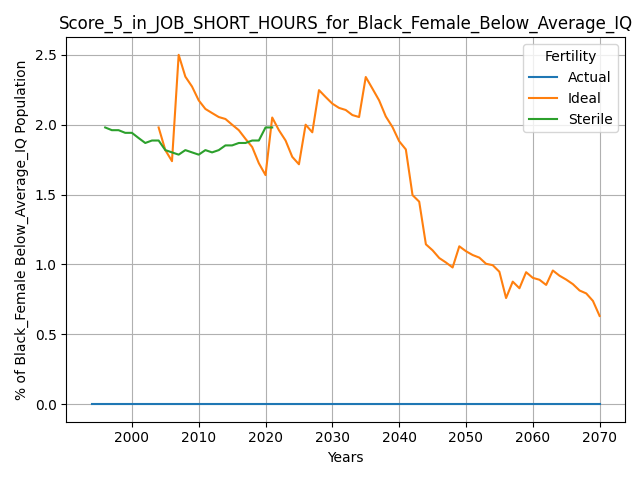 Score_5_in_JOB_SHORT_HOURS_for_Black_Female_Below_Average_IQ
% of Black_Female Below_Average_IQ Population
2.5
2.0
1.5
1.0
0.5
0.0
Fertility
Actual
Ideal
Sterile
2000 2010 2020 2030 2040 2050 2060 2070
Years